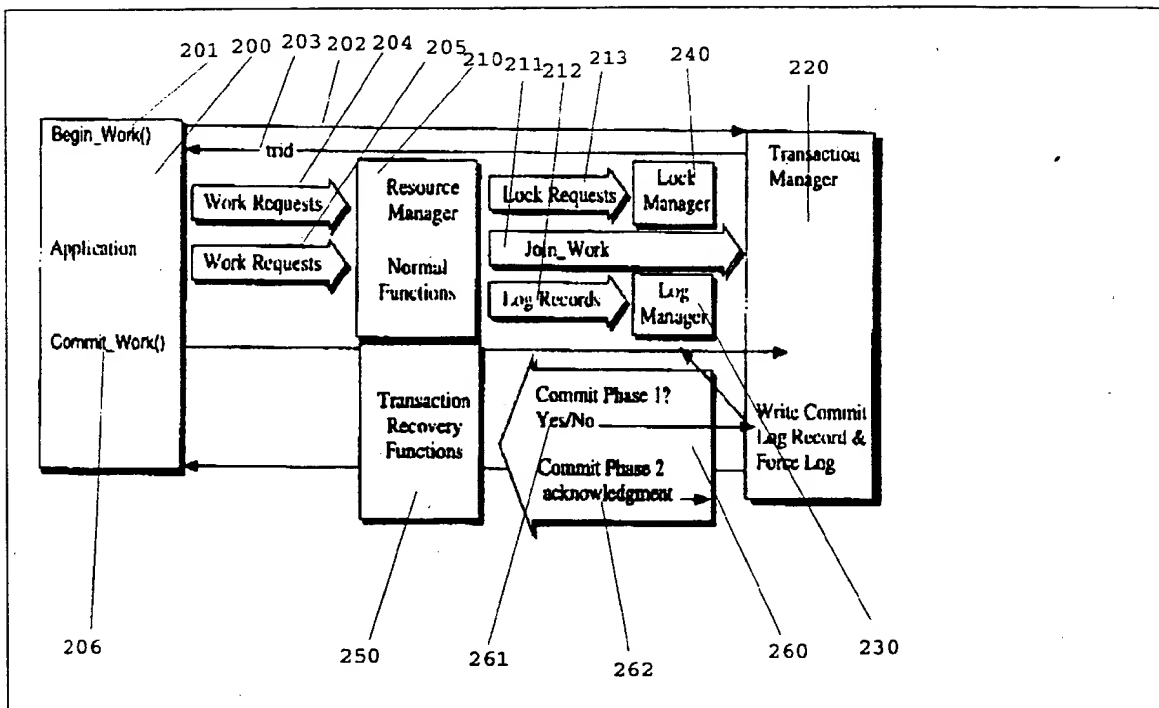 201 200 203 202 204 205 210 211 212 213 240 220
Begin_Work()
trid
Transaction
Manager
Work Requests
Resource
Manager
Lock Requests
Lock
Manager
Application
Join_Work
Work Requests
Normal
Functions
Log Records
Log
Manager
Commit_Work()
Transaction
Recovery
Functions
Commit Phase 1?
Yes/No
Write Commit
Log Record &
Force Log
Commit Phase 2
acknowledgment
206 250 261 262 260 230